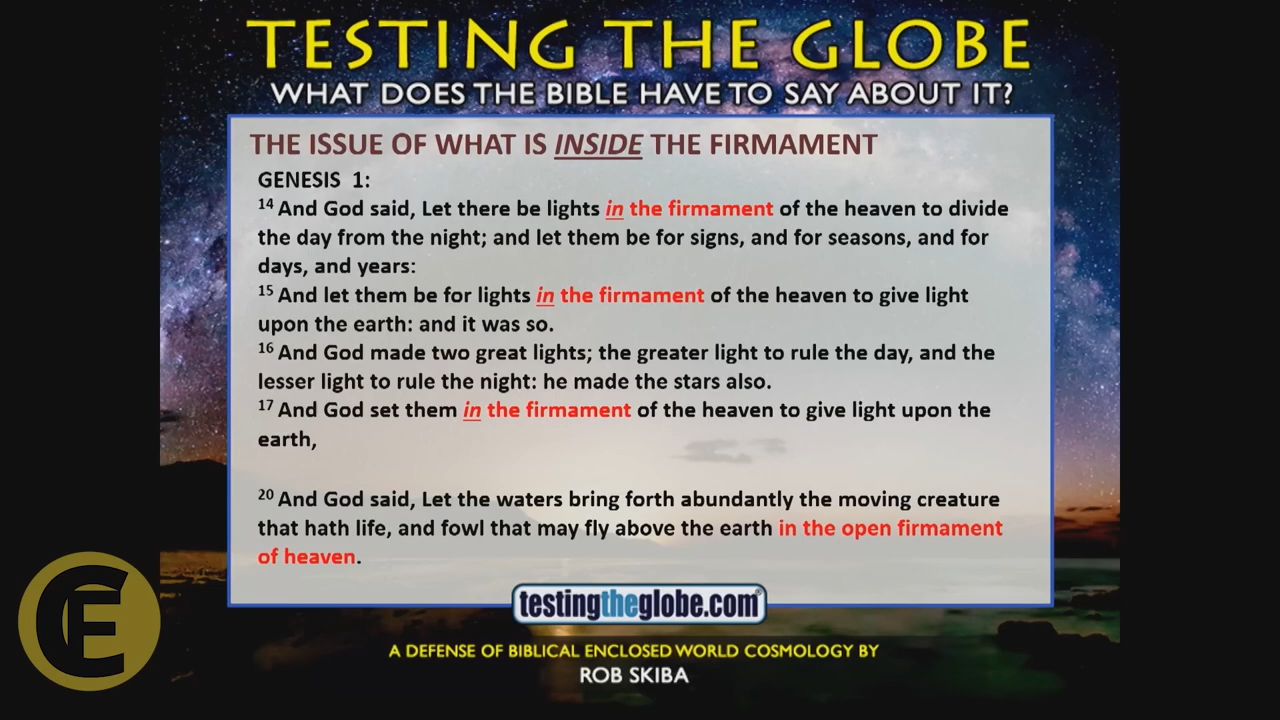 TESTING THE GLOBE
WHAT DOES THE BIBLE HAVE TO SAY ABOUT IT?
THE ISSUE OF WHAT IS INSIDE THE FIRMAMENT
GENESIS 1:
14 And God said, Let there be lights in the firmament of the heaven to divide
the day from the night; and let them be for signs, and for seasons, and for
days, and years:
15 And let them be for lights in the firmament of the heaven to give light
upon the earth: and it was so.
16 And God made two great lights; the greater light to rule the day, and the
lesser light to rule the night: he made the stars also.
17 And God set them in the firmament of the heaven to give light upon the
earth,
20 And God said, Let the waters bring forth abundantly the moving creature
that hath life, and fowl that may fly above the earth in the open firmament
of heaven.
testingtheglobe.com®
A DEFENSE OF BIBLICAL ENCLOSED WORLD COSMOLOGY BY
ROB SKIBA
CE